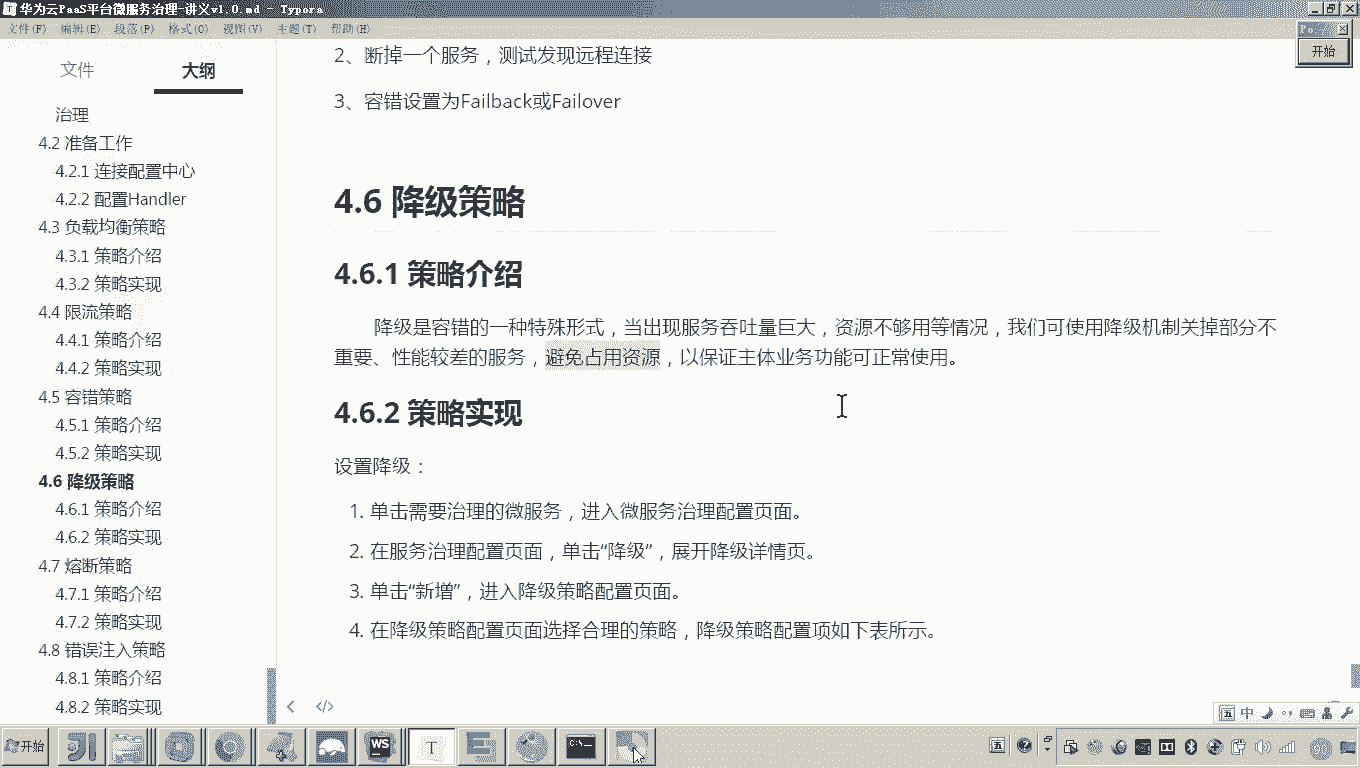 华为云PaaS平台微服务治理-讲义v1.0.md - Typora
文件(F) 编辑(E) 段落(P) 格式(O) 视图(V) 主题(T) 帮助(H)
Po
开始
文件 大纲
治理
4.2 准备工作
4.2.1 连接配置中心
4.2.2 配置Handler
4.3 负载均衡策略
4.3.1 策略介绍
4.3.2 策略实现
4.4 限流策略
4.4.1 策略介绍
4.4.2 策略实现
4.5 容错策略
4.5.1 策略介绍
4.5.2 策略实现
4.6 降级策略
4.6.1 策略介绍
4.6.2 策略实现
4.7 熔断策略
4.7.1 策略介绍
4.7.2 策略实现
4.8 错误注入策略
4.8.1 策略介绍
4.8.2 策略实现
2、断掉一个服务，测试发现远程连接
3、容错设置为Failback或Failover
4.6 降级策略
4.6.1 策略介绍
降级是容错的一种特殊形式，当出现服务吞吐量巨大，资源不够用等情况，我们可使用降级机制关掉部分不
重要、性能较差的服务，避免占用资源，以保证主体业务功能可正常使用。
4.6.2 策略实现
设置降级：
1. 单击需要治理的微服务，进入微服务治理配置页面。
2. 在服务治理配置页面，单击“降级”，展开降级详情页。
3. 单击“新增”，进入降级策略配置页面。
4. 在降级策略配置页面选择合理的策略，降级策略配置项如下表所示。
</> 
五 中
开始 WS T C:\ 五 90